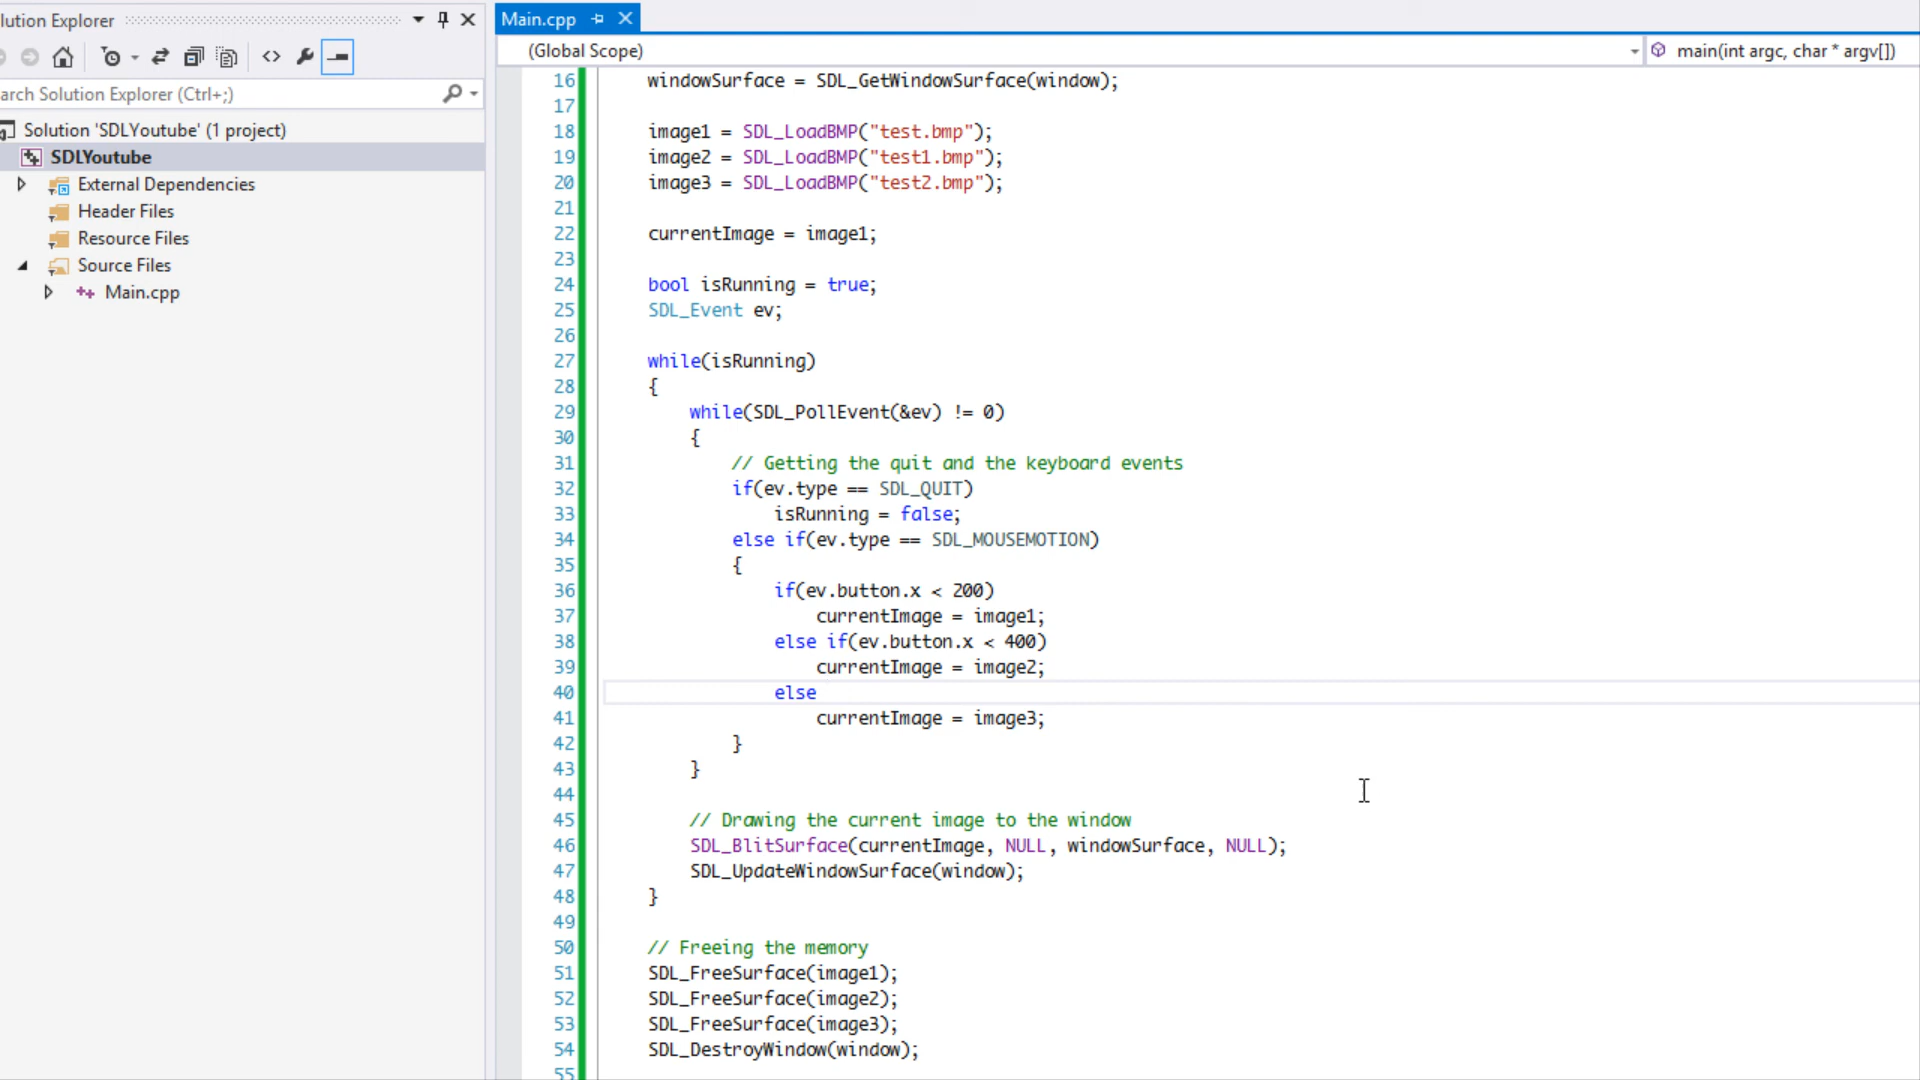 lution Explorer
arch Solution Explorer (Ctrl+;)
Solution 'SDLYoutube' (1 project)
SDLYoutube
External Dependencies
Header Files
Resource Files
Source Files
Main.cpp
Main.cpp
(Global Scope)
main(int argc, char * argv[])
16 windowSurface = SDL_GetWindowSurface(window);
17
18 image1 = SDL_LoadBMP("test.bmp");
19 image2 = SDL_LoadBMP("test1.bmp");
20 image3 = SDL_LoadBMP("test2.bmp");
21
22 currentImage = image1;
23
24 bool isRunning = true;
25 SDL_Event ev;
26
27 while(isRunning)
28 {
29 while(SDL_PollEvent(&ev) != 0)
30 {
31 // Getting the quit and the keyboard events
32 if(ev.type == SDL_QUIT)
33 isRunning = false;
34 else if(ev.type == SDL_MOUSEMOTION)
35 {
36 if(ev.button.x < 200)
37 currentImage = image1;
38 else if(ev.button.x < 400)
39 currentImage = image2;
40 else
41 currentImage = image3;
42 }
43 }
44
45 // Drawing the current image to the window
46 SDL_BlitSurface(currentImage, NULL, windowSurface, NULL);
47 SDL_UpdateWindowSurface(window);
48 }
49
50 // Freeing the memory
51 SDL_FreeSurface(image1);
52 SDL_FreeSurface(image2);
53 SDL_FreeSurface(image3);
54 SDL_DestroyWindow(window);
55